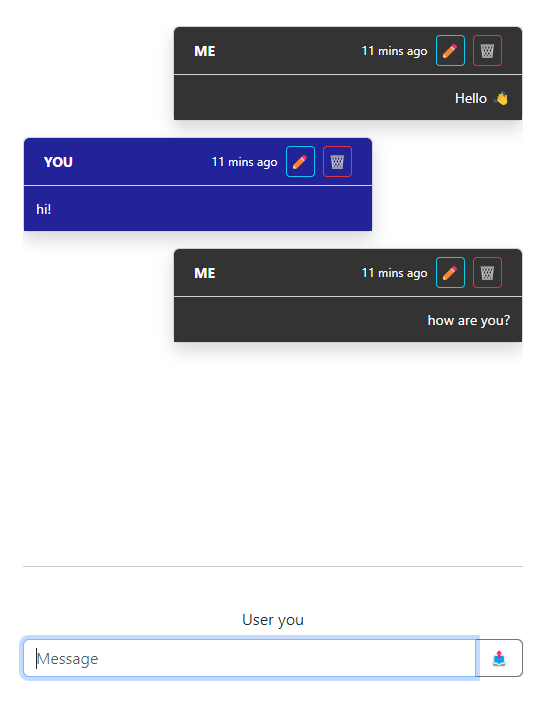 ME 11 mins ago
Hello 👋
YOU 11 mins ago
hi!
ME 11 mins ago
how are you?
User you
Message